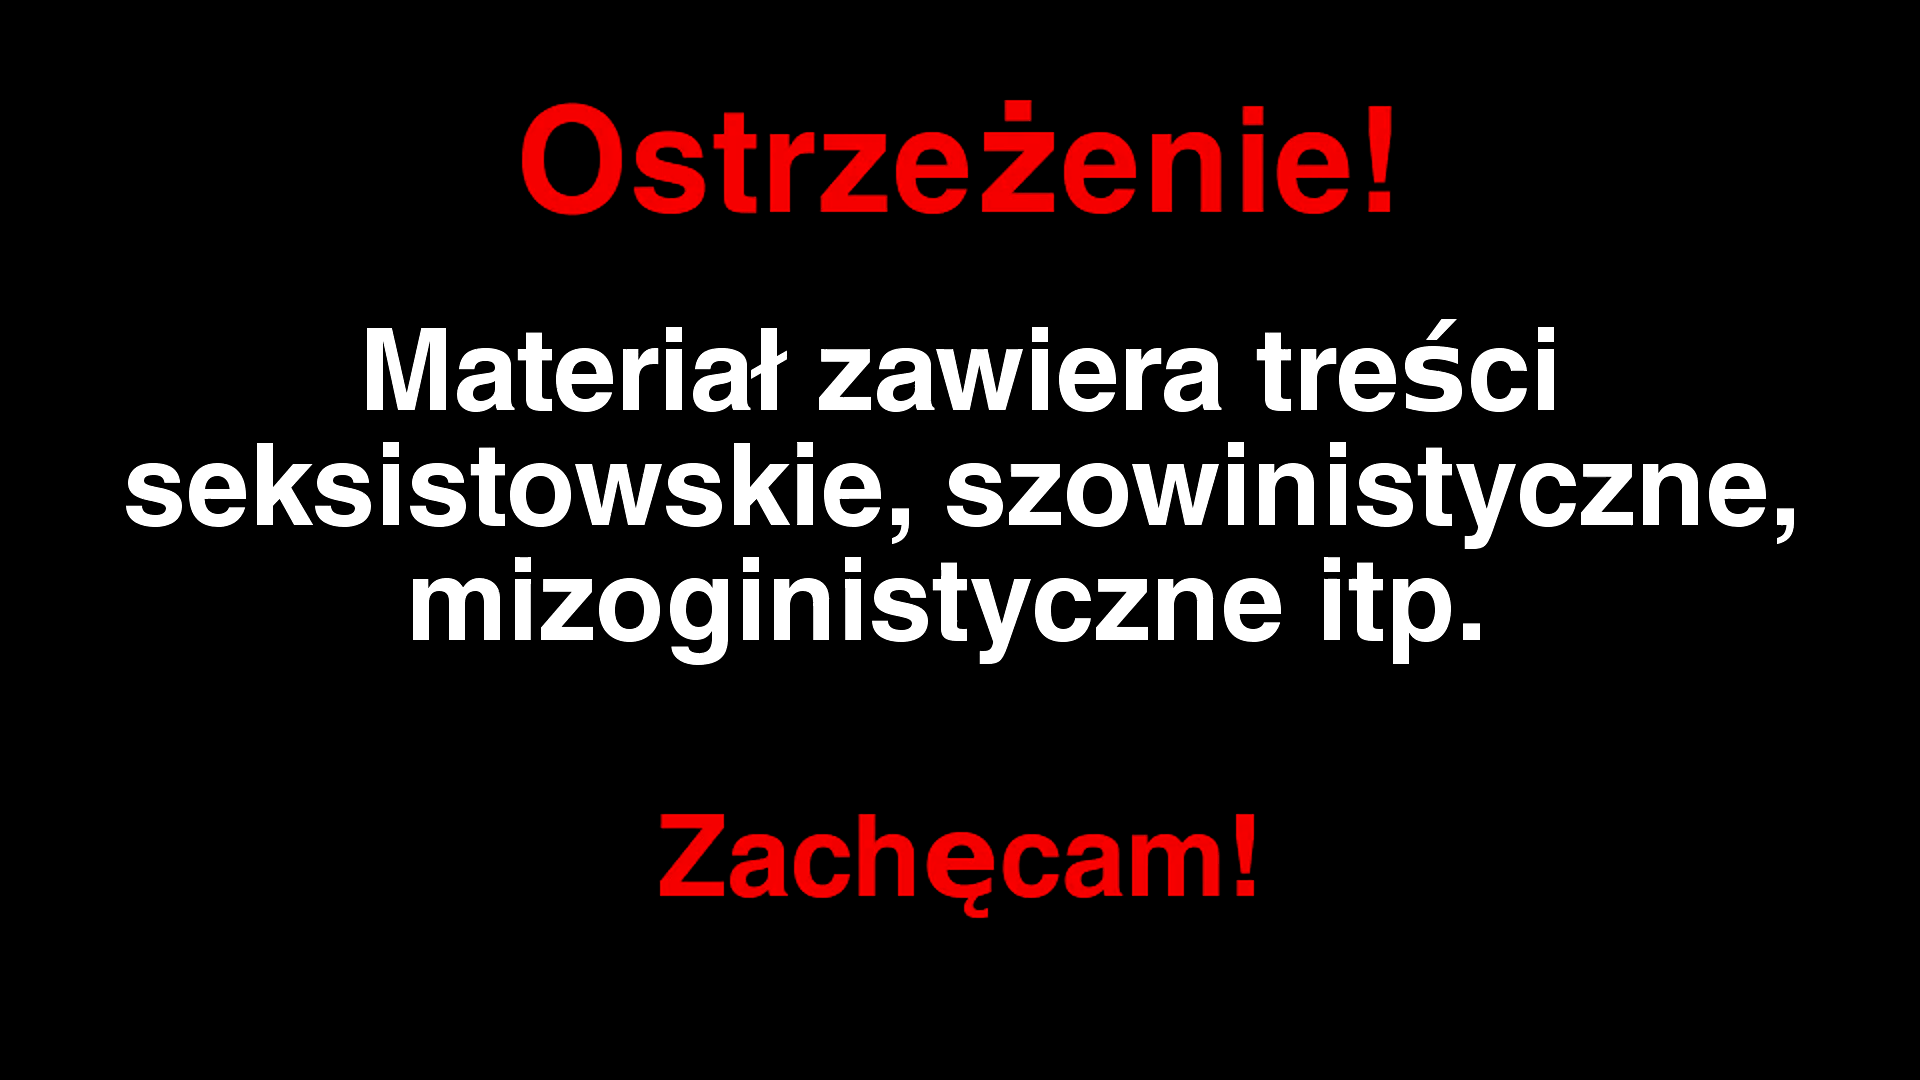 Ostrzeżenie!
Materiał zawiera treści
seksistowskie, szowinistyczne,
mizoginistyczne itp.
Zachęcam!